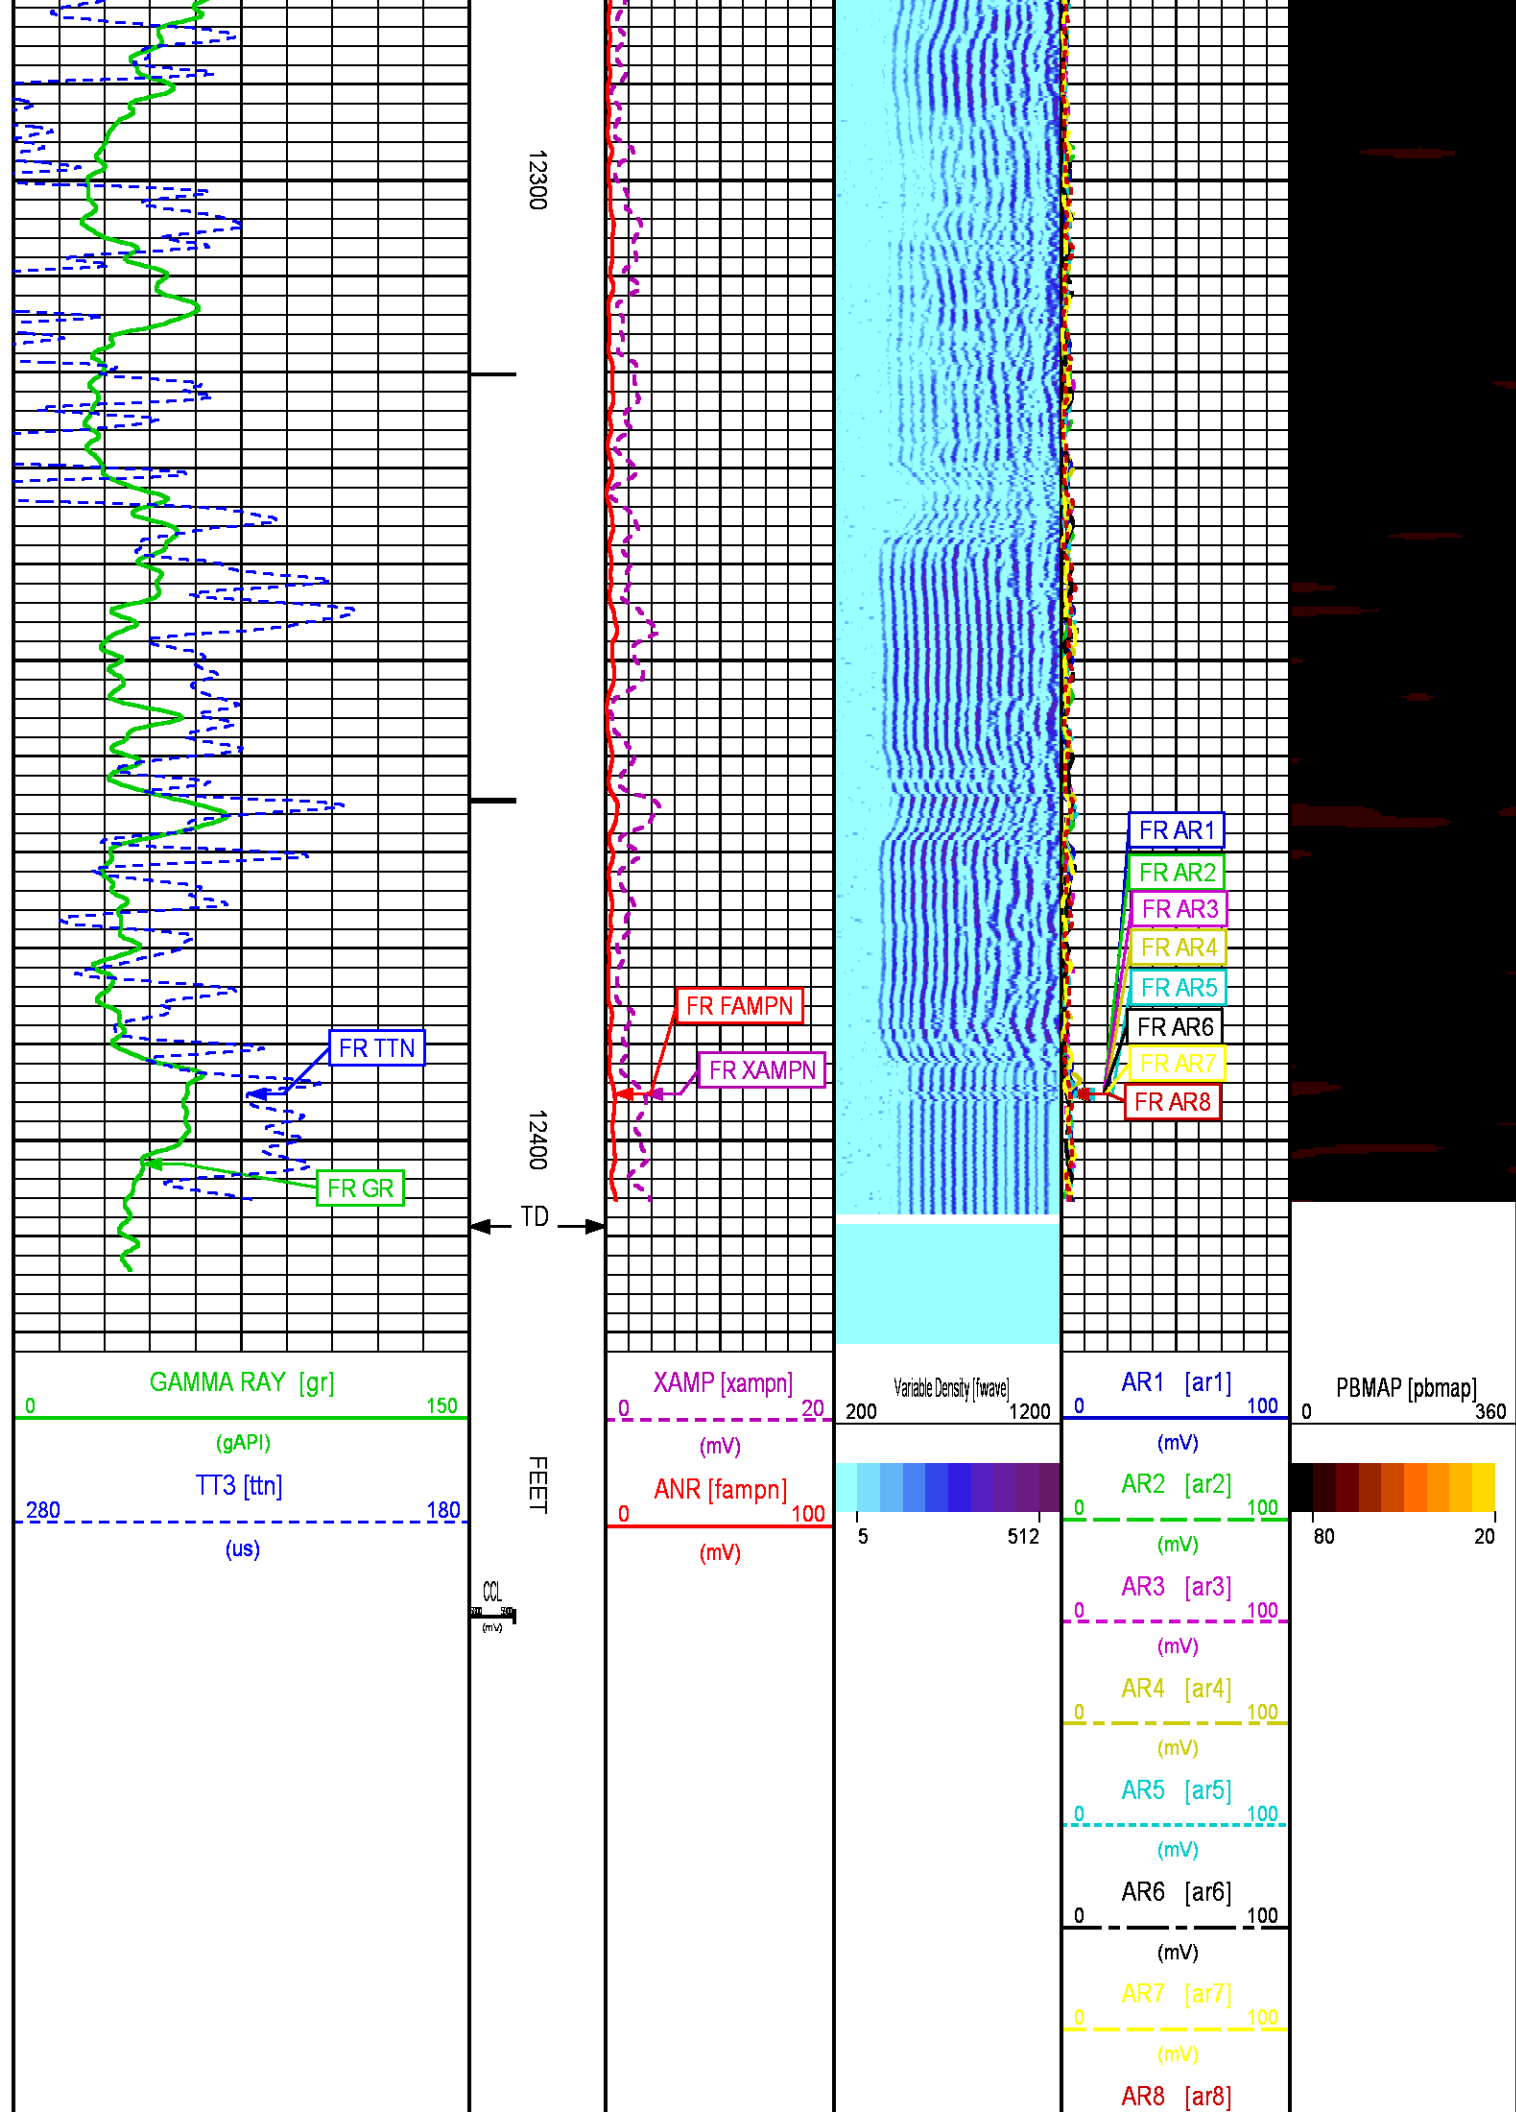 12300
FR AR1
FR AR2
FR AR3
FR AR4
FR AR5
FR FAMPN
FR AR6
FR TTN
FR XAMPN
FR AR7
FR AR8
12400
FR GR
TD
GAMMA RAY [gr]
0 150
(gAPI)
TT3 [ttn]
280 180
(us)
FEET
CCL
(mV)
XAMP [xampn]
0 20
(mV)
ANR [fampn]
0 100
(mV)
Variable Density [fwave]
200 1200
5 512
AR1 [ar1]
0 100
(mV)
AR2 [ar2]
0 100
(mV)
AR3 [ar3]
0 100
(mV)
AR4 [ar4]
0 100
(mV)
AR5 [ar5]
0 100
(mV)
AR6 [ar6]
0 100
(mV)
AR7 [ar7]
0 100
(mV)
AR8 [ar8]
PBMAP [pbmap]
0 360
80 20